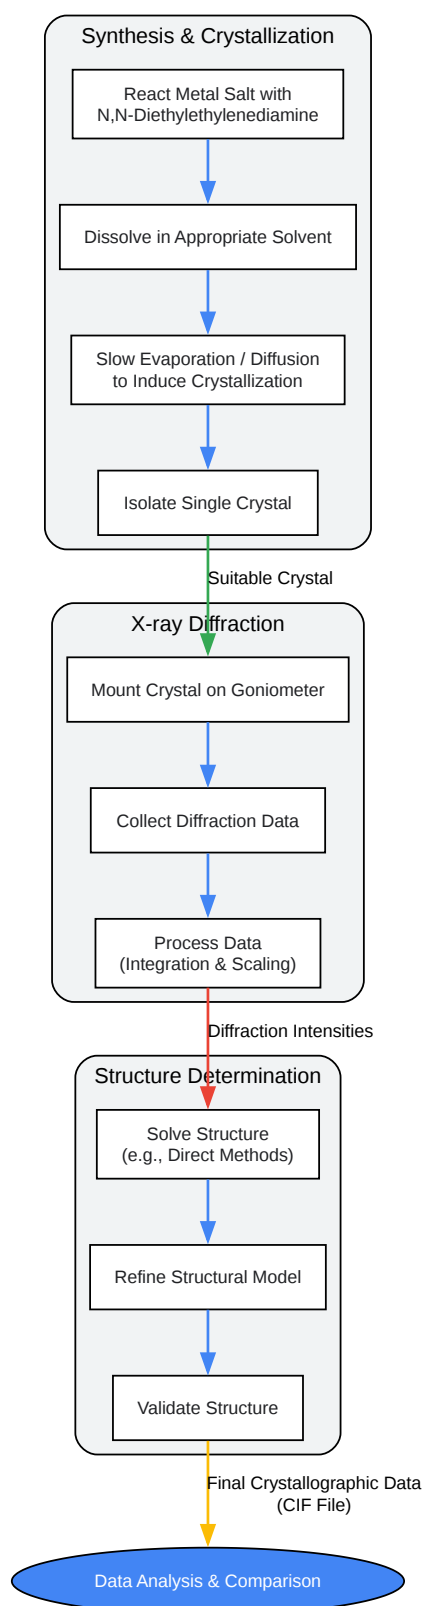 Synthesis & Crystallization
React Metal Salt with
N,N-Diethylethylenediamine
Dissolve in Appropriate Solvent
Slow Evaporation / Diffusion
to Induce Crystallization
Isolate Single Crystal
Suitable Crystal
X-ray Diffraction
Mount Crystal on Goniometer
Collect Diffraction Data
Process Data
(Integration & Scaling)
Diffraction Intensities
Structure Determination
Solve Structure
(e.g., Direct Methods)
Refine Structural Model
Validate Structure
Final Crystallographic Data
(CIF File)
Data Analysis & Comparison